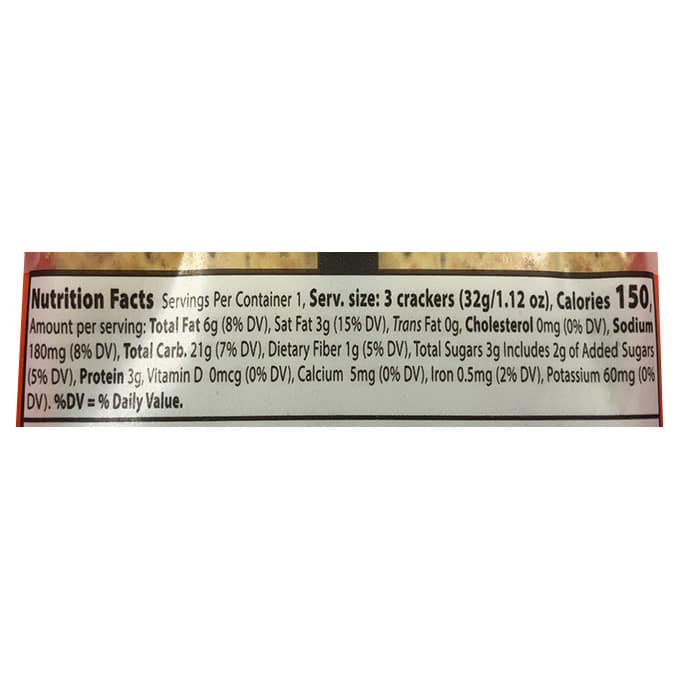 Nutrition Facts Servings Per Container 1, Serv. size: 3 crackers (32g/1.12 oz), Calories 150,
Amount per serving: Total Fat 6g (8% DV), Sat Fat 3g (15% DV), Trans Fat 0g, Cholesterol 0mg (0% DV), Sodium
180mg (8% DV), Total Carb. 21g (7% DV), Dietary Fiber 1g (5% DV), Total Sugars 3g Includes 2g of Added Sugars
(5% DV), Protein 3g, Vitamin D 0mcg (0% DV), Calcium 5mg (0% DV), Iron 0.5mg (2% DV), Potassium 60mg (0%
DV). %DV = % Daily Value.